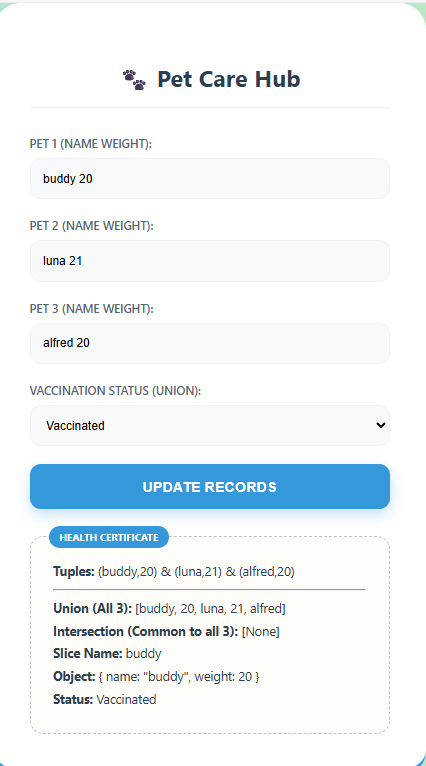 Pet Care Hub
PET 1 (NAME WEIGHT):
buddy 20
PET 2 (NAME WEIGHT):
luna 21
PET 3 (NAME WEIGHT):
alfred 20
VACCINATION STATUS (UNION):
Vaccinated
UPDATE RECORDS
HEALTH CERTIFICATE
Tuples: (buddy,20) & (luna,21) & (alfred,20)
Union (All 3): [buddy, 20, luna, 21, alfred]
Intersection (Common to all 3): [None]
Slice Name: buddy
Object: { name: "buddy", weight: 20 }
Status: Vaccinated